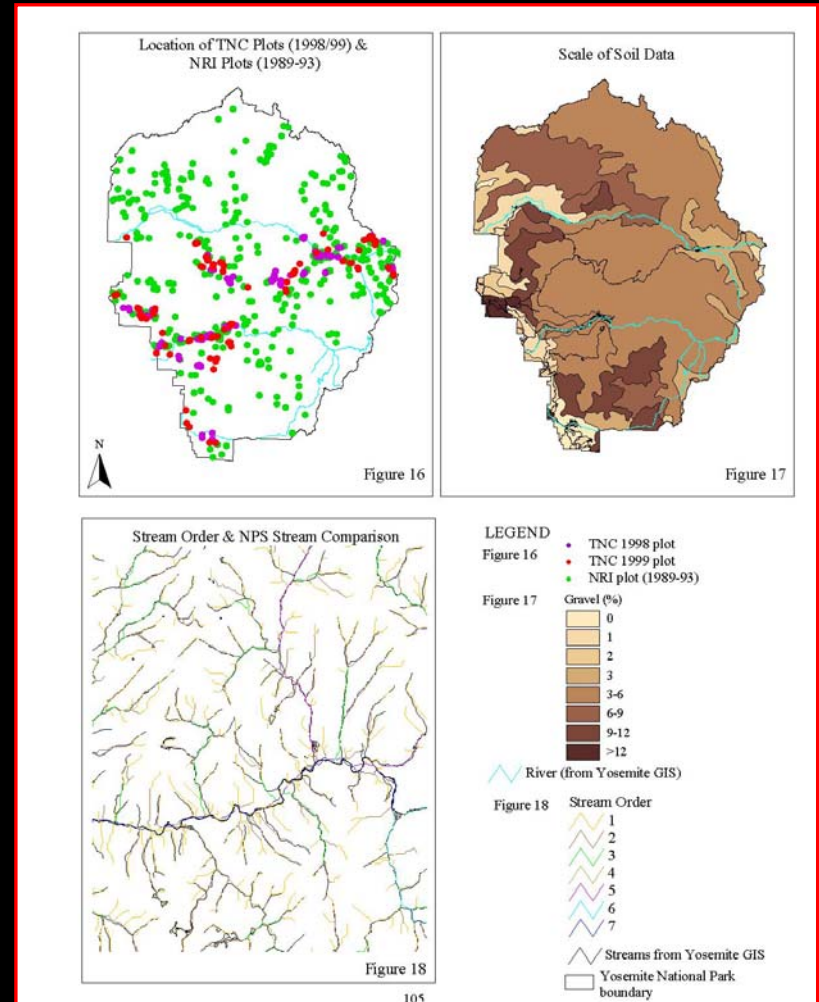 Location of TNC Plots (1998/99) &
NRI Plots (1989-93)
N
Figure 16
Scale of Soil Data
Figure 17
Stream Order & NPS Stream Comparison
Figure 18
LEGEND
Figure 16
TNC 1998 plot
TNC 1999 plot
NRI plot (1989-93)
Figure 17
Gravel (%)
0
1
2
3
3-6
6-9
9-12
>12
River (from Yosemite GIS)
Figure 18
Stream Order
1
2
3
4
5
6
7
Streams from Yosemite GIS
Yosemite National Park
boundary
105